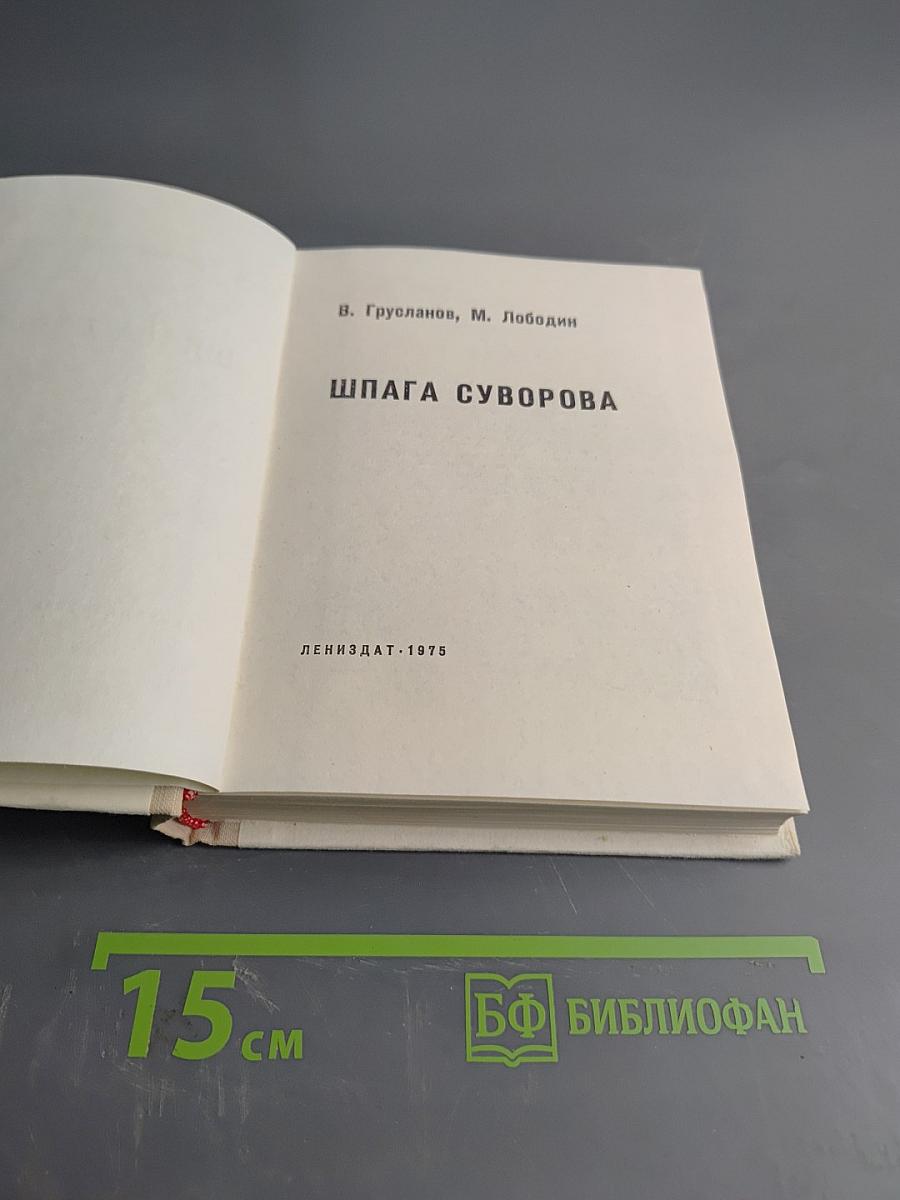 В. Грусланов, М. Лободин
ШПАГА СУВОРОВА
ЛЕНИЗДАТ · 1975
15 см
БФ БИБЛИОФАН